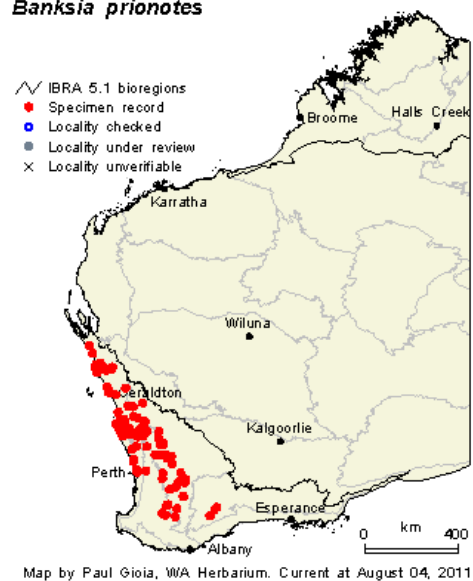 Banksia prionotes
IBRA 5.1 bioregions
Specimen record
Locality checked
Locality under review
Locality unverifiable
Broome
Halls Creek
Karratha
Wiluna
Geraldton
Kalgoorlie
Perth
Esperance
Albany
km
0 400
Map by Paul Gioia, WA Herbarium. Current at August 04, 2011